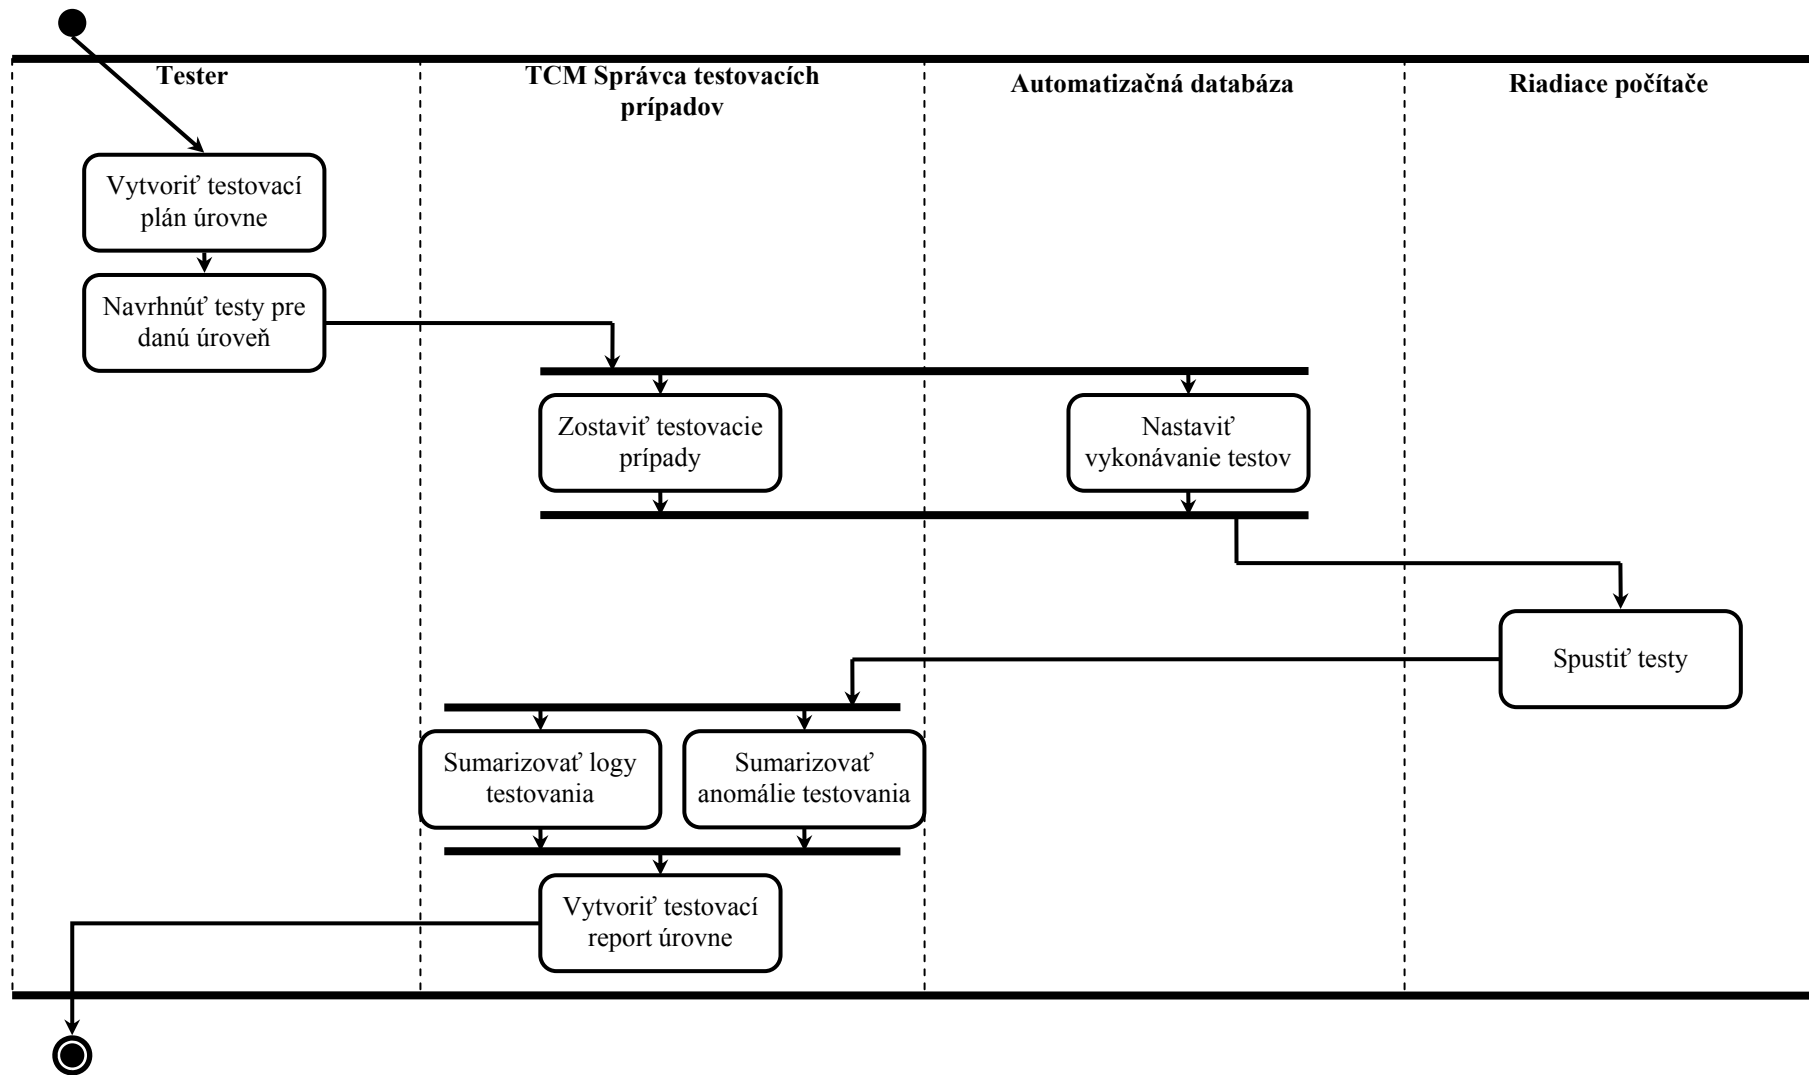 Tester
TCM Správca testovacích
prípadov
Automatizačná databáza
Riadiace počítače
Vytvoriť testovací
plán úrovne
Navrhnúť testy pre
danú úroveň
Zostaviť testovacie
prípady
Nastaviť
vykonávanie testov
Spustiť testy
Sumarizovať logy
testovania
Sumarizovať
anomálie testovania
Vytvoriť testovací
report úrovne